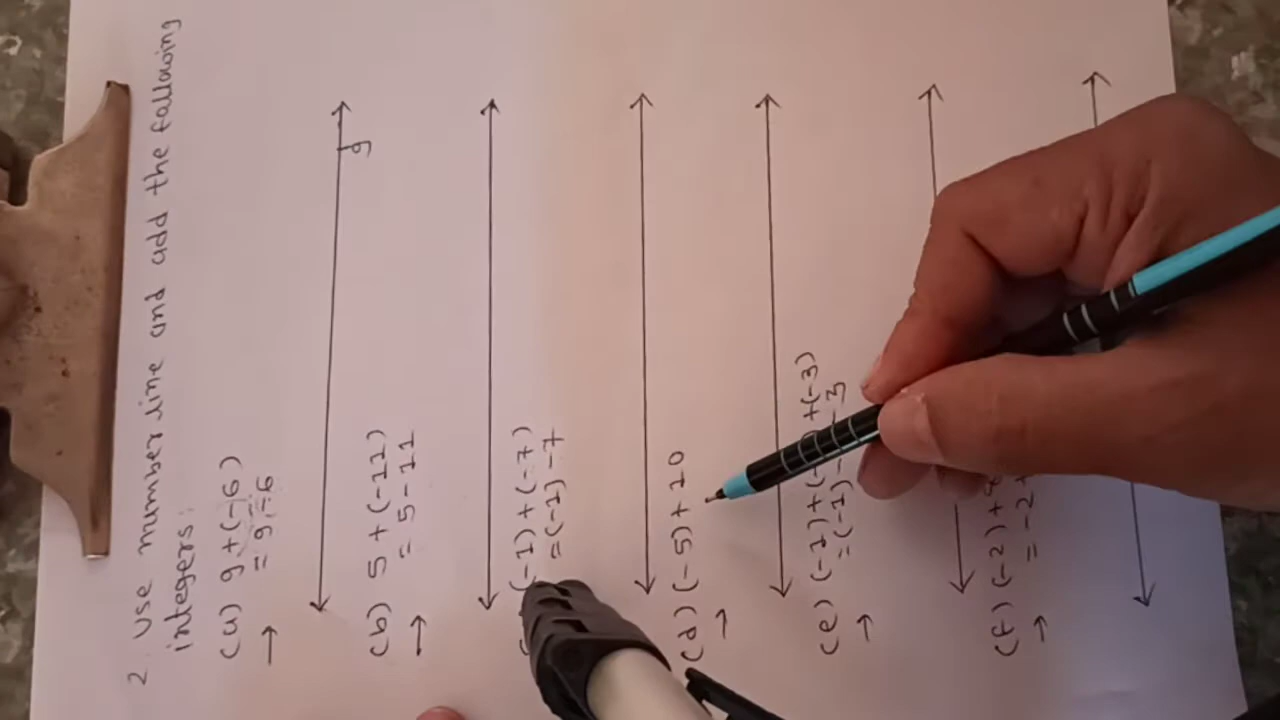 2. Use number line and add the following
integers:
(a) 9 + (-6)
= 9 - 6
→
9
(b) 5 + (-11)
= 5 - 11
→
(-1) + (-7)
= (-1) - 7
(d) (-5) + 10
→
(e) (-1) + (- + (-3)
= (-1) - - 3
→
(f) (-2) +
= -2 +
→